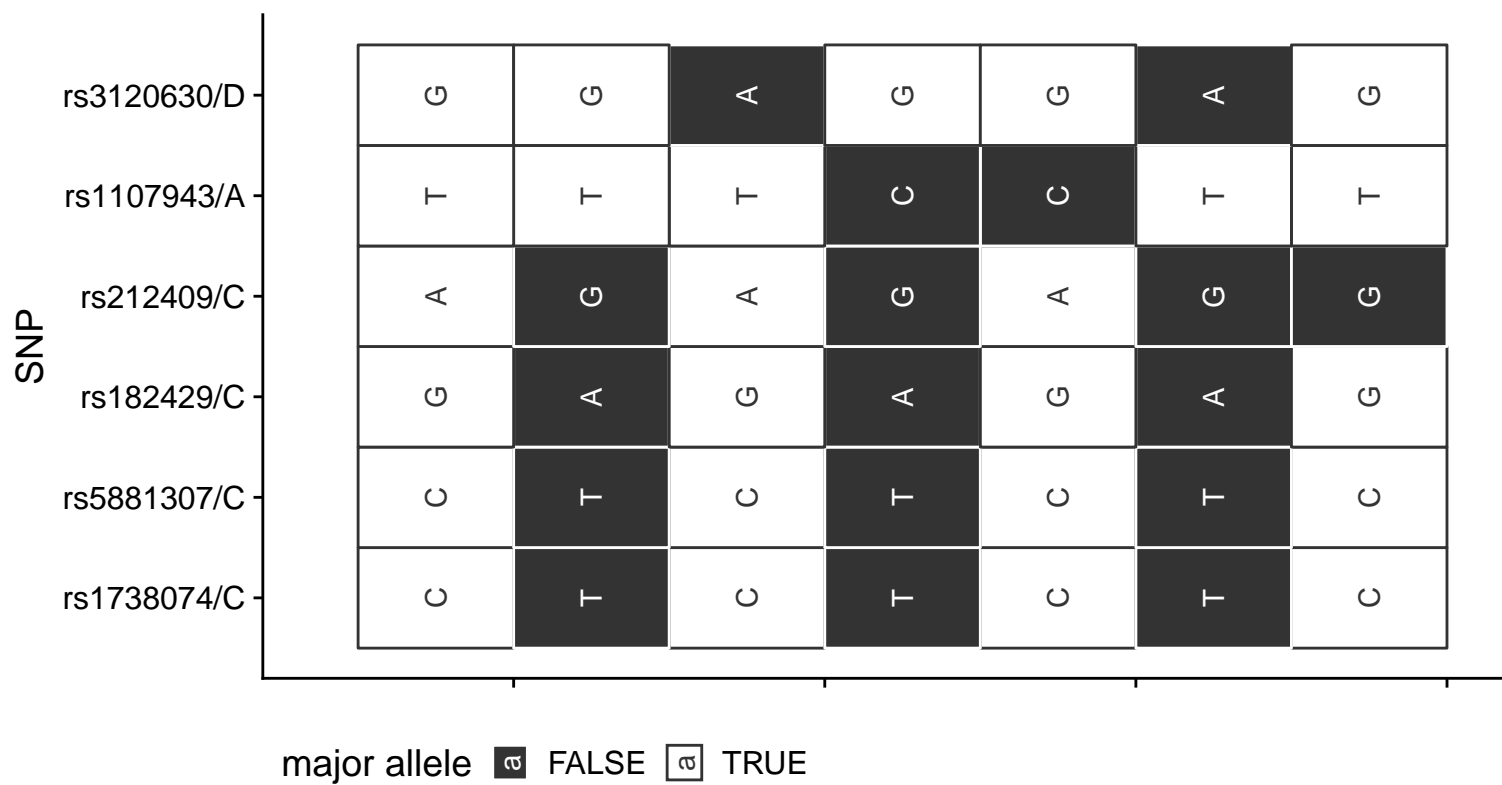 rs3120630/D G G A G G A G
rs1107943/A T T T C C T T
rs212409/C A G A G A G G
rs182429/C G A G A G A G
rs5881307/C C T C T C T C
rs1738074/C C T C T C T C
SNP
major allele a FALSE a TRUE